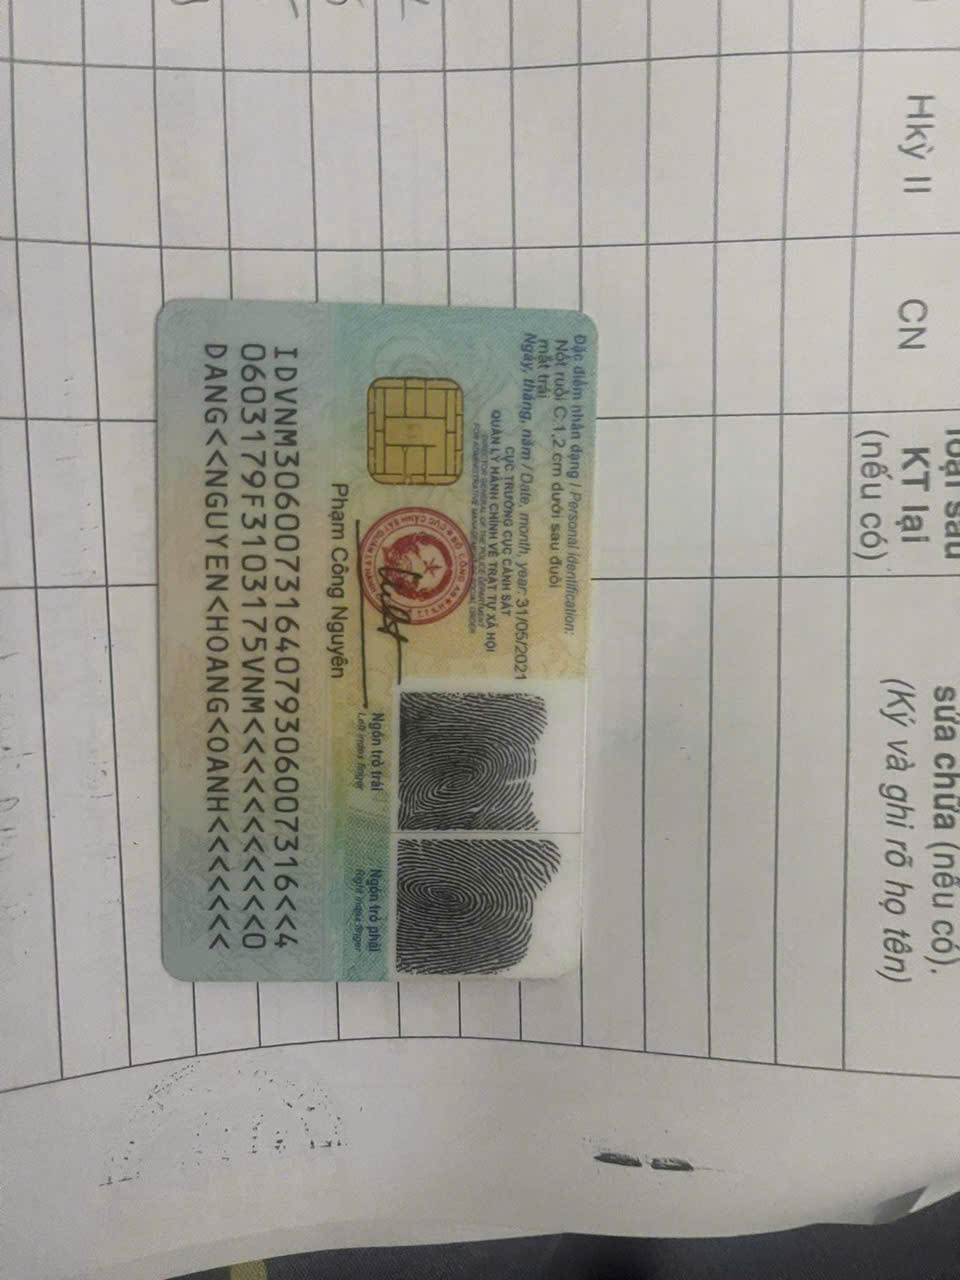 Hkỳ II
CN
KT lại
(nếu có)
sửa chữa (nếu có).
(Ký và ghi rõ họ tên)
Đặc điểm nhân dạng / Personal identification:
Nốt ruồi C:1,2 cm dưới sau đuôi
mắt trái
Ngày, tháng, năm / Date, month, year: 31/05/2021
CỤC TRƯỞNG CỤC CẢNH SÁT
QUẢN LÝ HÀNH CHÍNH VỀ TRẬT TỰ XÃ HỘI
DIRECTOR GENERAL OF THE POLICE DEPARTMENT
FOR ADMINISTRATIVE MANAGEMENT OF SOCIAL ORDER
Phạm Công Nguyên
Ngón trỏ trái
Left index finger
Ngón trỏ phải
Right index finger
IDVNM3060073164079306007316<<4
0603179F3103175VNM<<<<<<<<<<<0
DANG<<NGUYEN<HOANG<OANH<<<<<<<